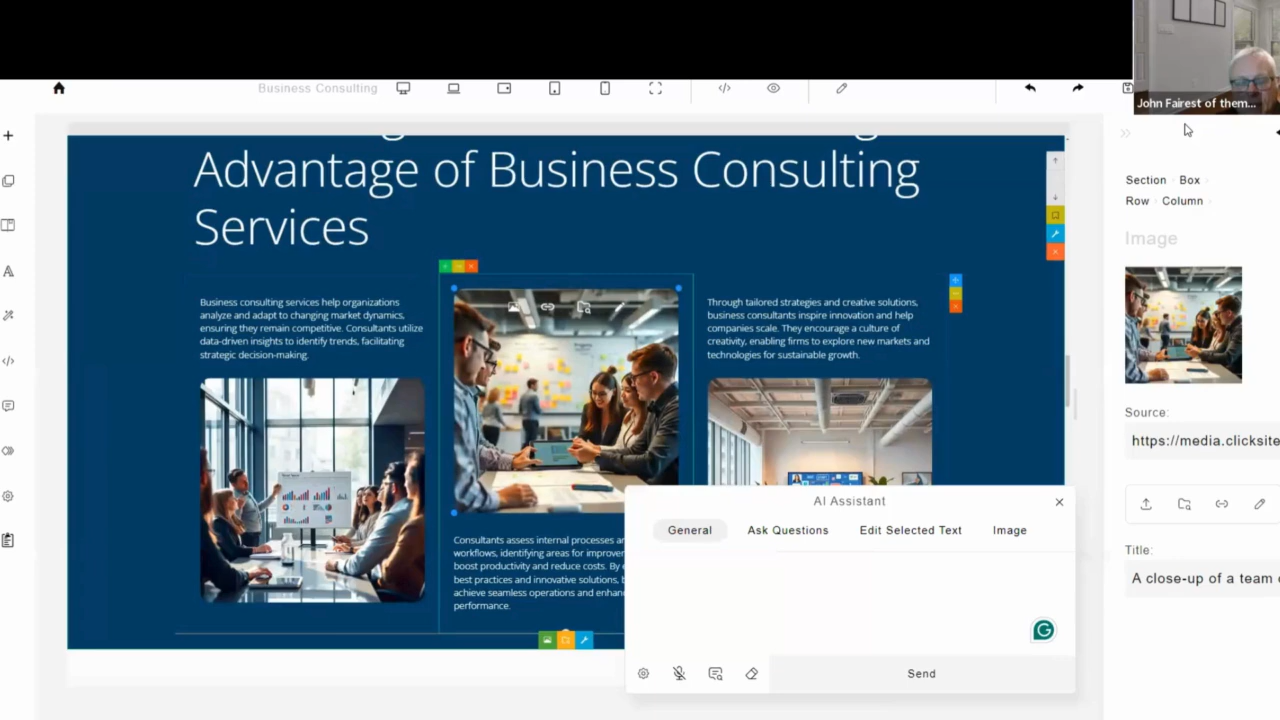 John Fairest of them...
Business Consulting
Advantage of Business Consulting
Services
Business consulting services help organizations
analyze and adapt to changing market dynamics,
ensuring they remain competitive. Consultants utilize
data-driven insights to identify trends, facilitating
strategic decision-making.
Consultants assess internal processes
workflows, identifying areas for
boost productivity and reduce costs. By
best practices and innovative solutions,
achieve seamless operations and
performance.
Through tailored strategies and creative solutions,
business consultants inspire innovation and help
companies scale. They encourage a culture of
creativity, enabling firms to explore new markets and
technologies for sustainable growth.
AI Assistant
General
Ask Questions
Edit Selected Text
Image
Send
Section
Box
Row
Column
Image
Source:
https://media.clicksite
Title:
A close-up of a team